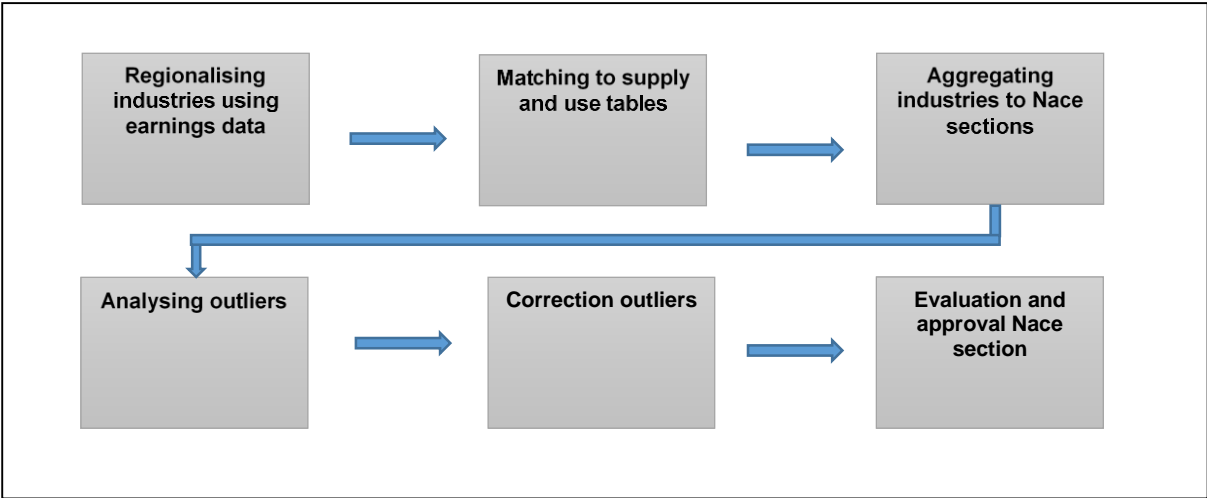 Regionalising
industries using
earnings data
Matching to supply
and use tables
Aggregating
industries to Nace
sections
Analysing outliers
Correction outliers
Evaluation and
approval Nace
section